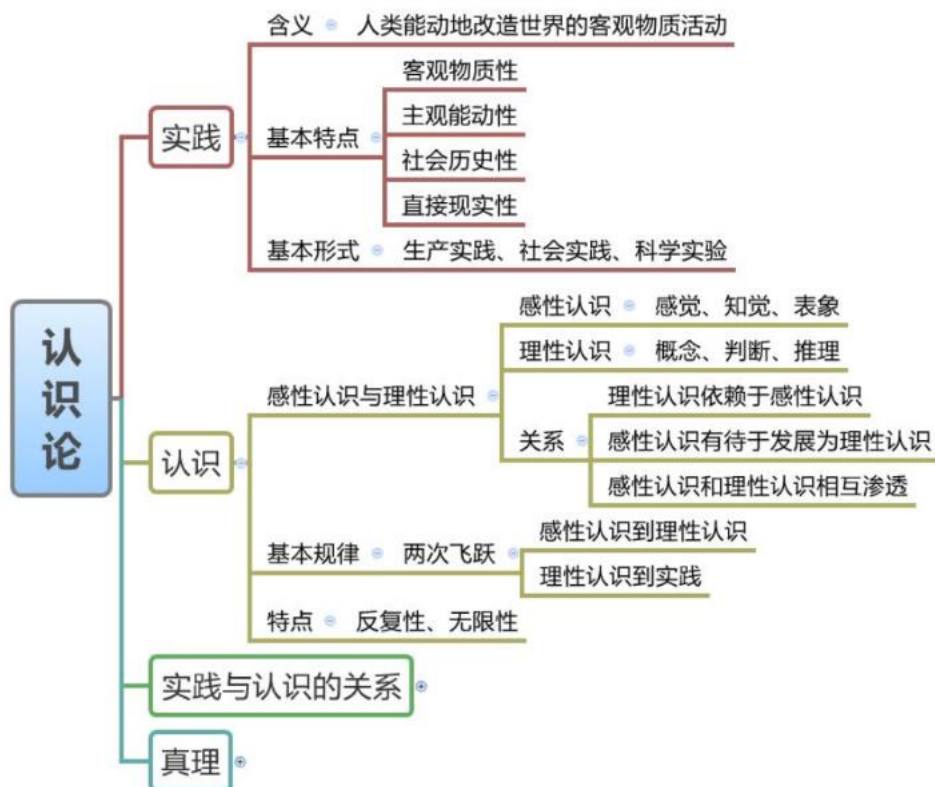 认识论
实践
含义
人类能动地改造世界的客观物质活动
基本特点
客观物质性
主观能动性
社会历史性
直接现实性
基本形式
生产实践、社会实践、科学实验
认识
感性认识与理性认识
感性认识
感觉、知觉、表象
理性认识
概念、判断、推理
关系
理性认识依赖于感性认识
感性认识有待于发展为理性认识
感性认识和理性认识相互渗透
基本规律
两次飞跃
感性认识到理性认识
理性认识到实践
特点
反复性、无限性
实践与认识的关系
真理